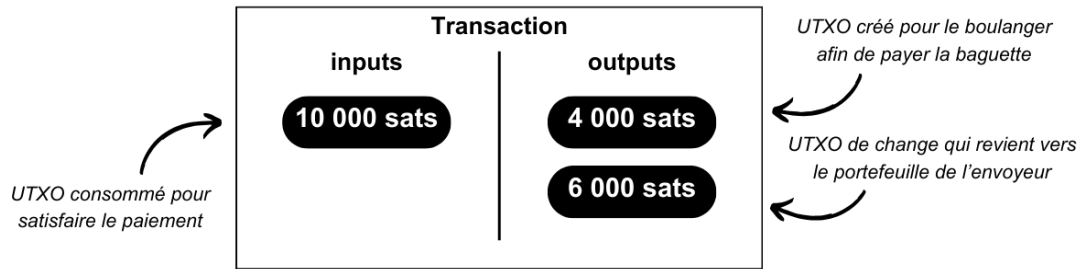 Transaction
inputs
outputs
10 000 sats
4 000 sats
6 000 sats
UTXO consommé pour
satisfaire le paiement
UTXO créé pour le boulanger
afin de payer la baguette
UTXO de change qui revient vers
le portefeuille de l'envoyeur